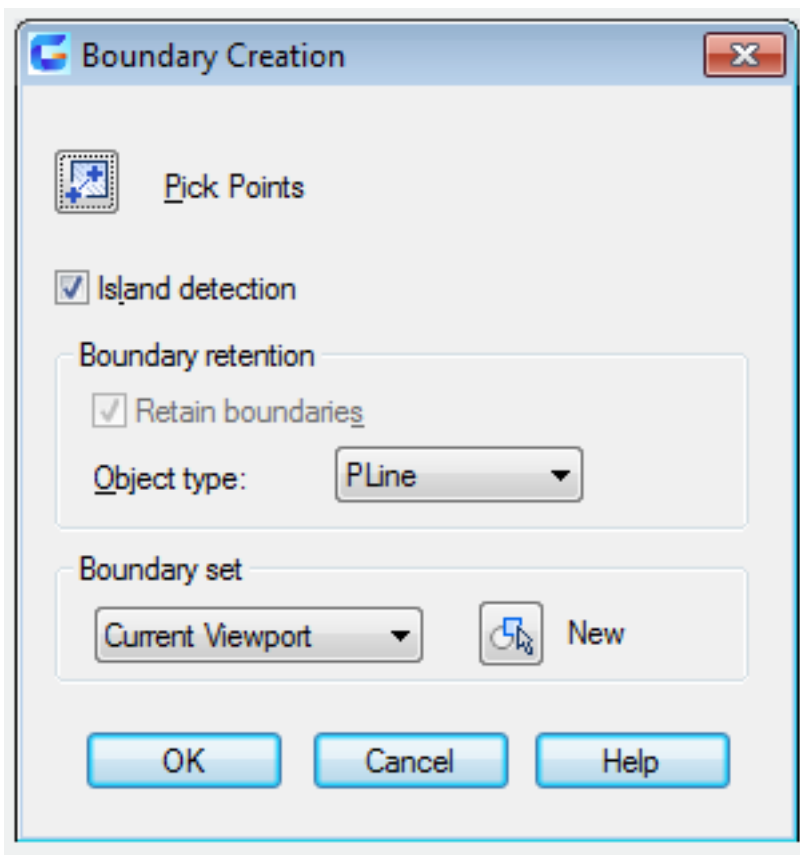 Boundary Creation
Pick Points
Island detection
Boundary retention
Retain boundaries
Object type: PLine
Boundary set
Current Viewport New
OK Cancel Help